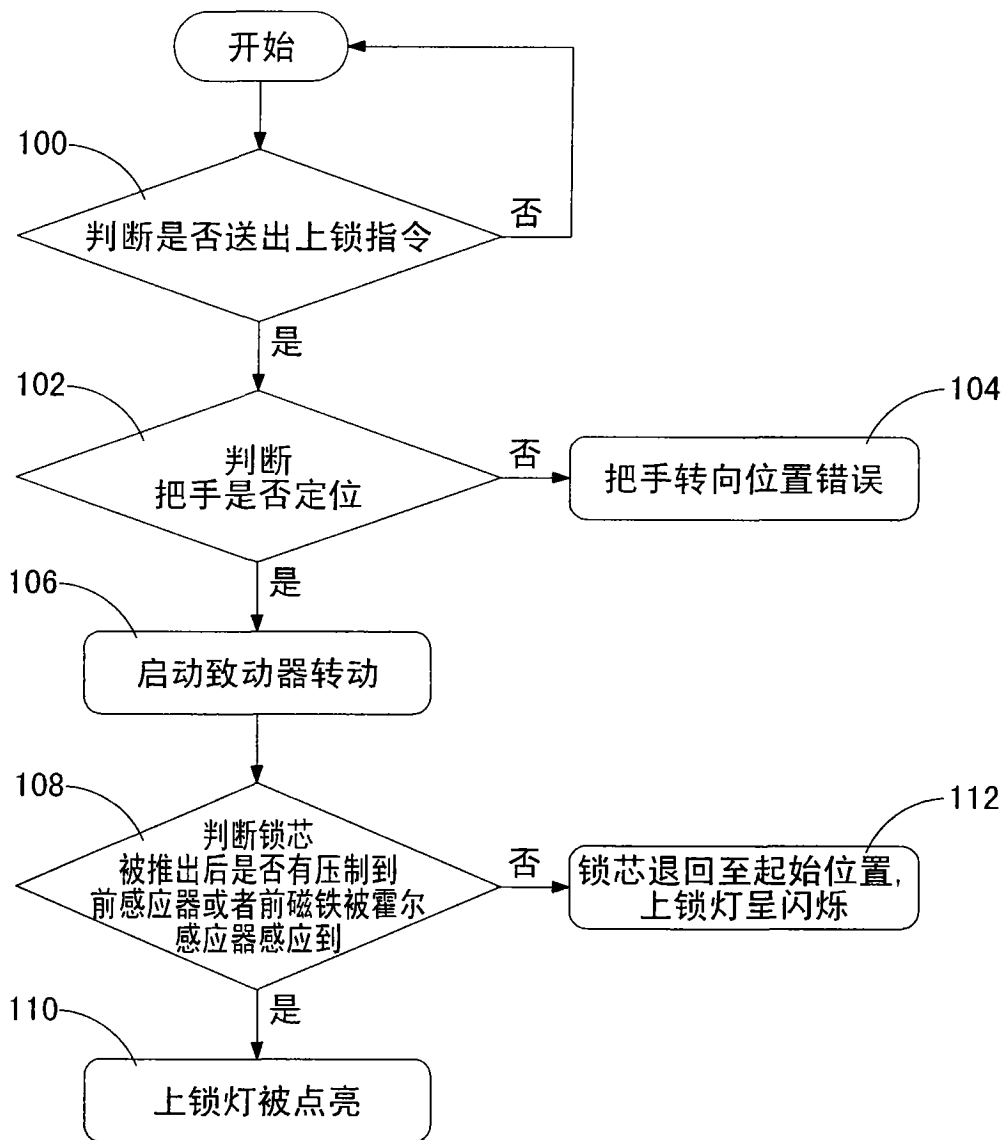 开始
100
判断是否送出上锁指令
否
是
102
判断
把手是否定位
否
104
把手转向位置错误
是
106
启动致动器转动
108
判断锁芯
被推出后是否有压制到
前感应器或者前磁铁被霍尔
感应器感应到
否
112
锁芯退回至起始位置,
上锁灯呈闪烁
是
110
上锁灯被点亮